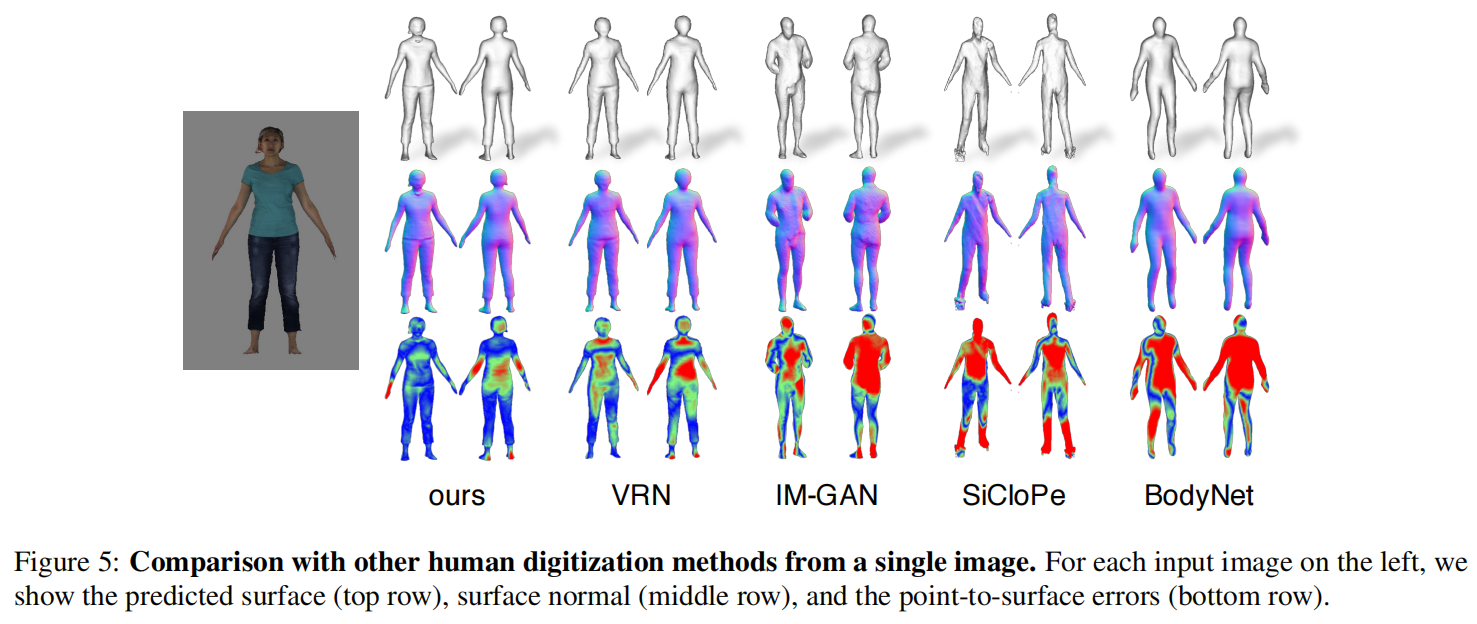 ours VRN IM-GAN SiCloPe BodyNet
Figure 5: Comparison with other human digitization methods from a single image. For each input image on the left, we
show the predicted surface (top row), surface normal (middle row), and the point-to-surface errors (bottom row).